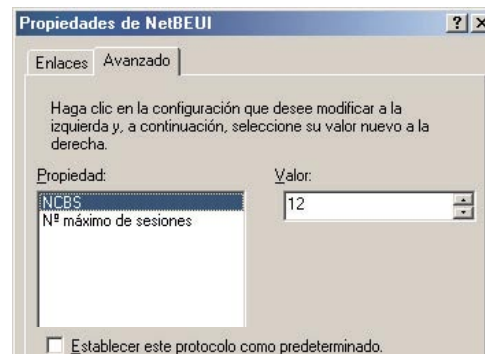 Propiedades de NetBEUI
Enlaces Avanzado
Haga clic en la configuración que desee modificar a la
izquierda y, a continuación, seleccione su valor nuevo a la
derecha.
Propiedad: Valor:
NCBS 12
Nº máximo de sesiones
Establecer este protocolo como predeterminado.